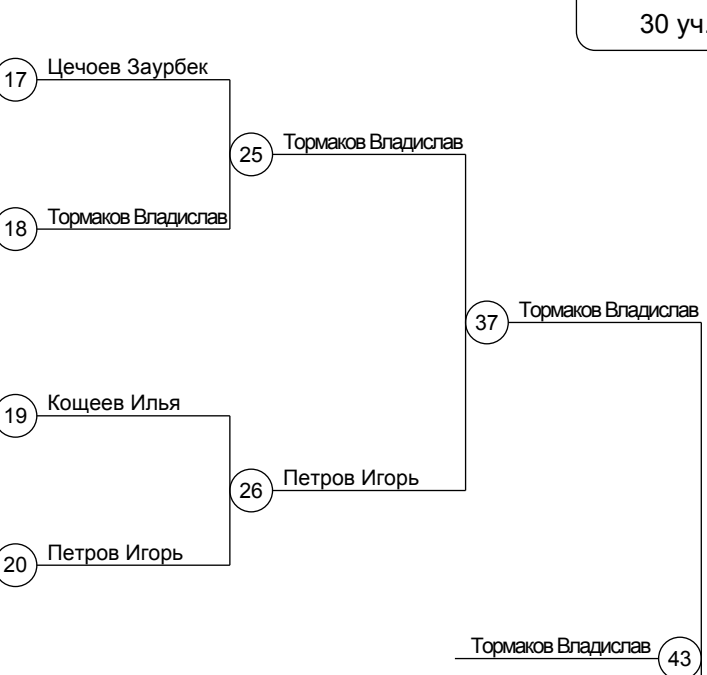 30 уч.
17 Цечоев Заурбек
25 Тормаков Владислав
18 Тормаков Владислав
37 Тормаков Владислав
19 Кощеев Илья
26 Петров Игорь
20 Петров Игорь
Тормаков Владислав 43